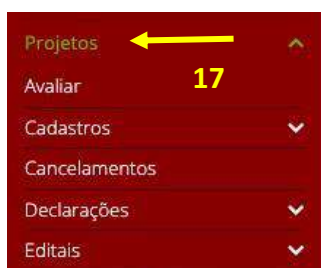 Projetos
17
Avaliar
Cadastros
Cancelamentos
Declarações
Editais